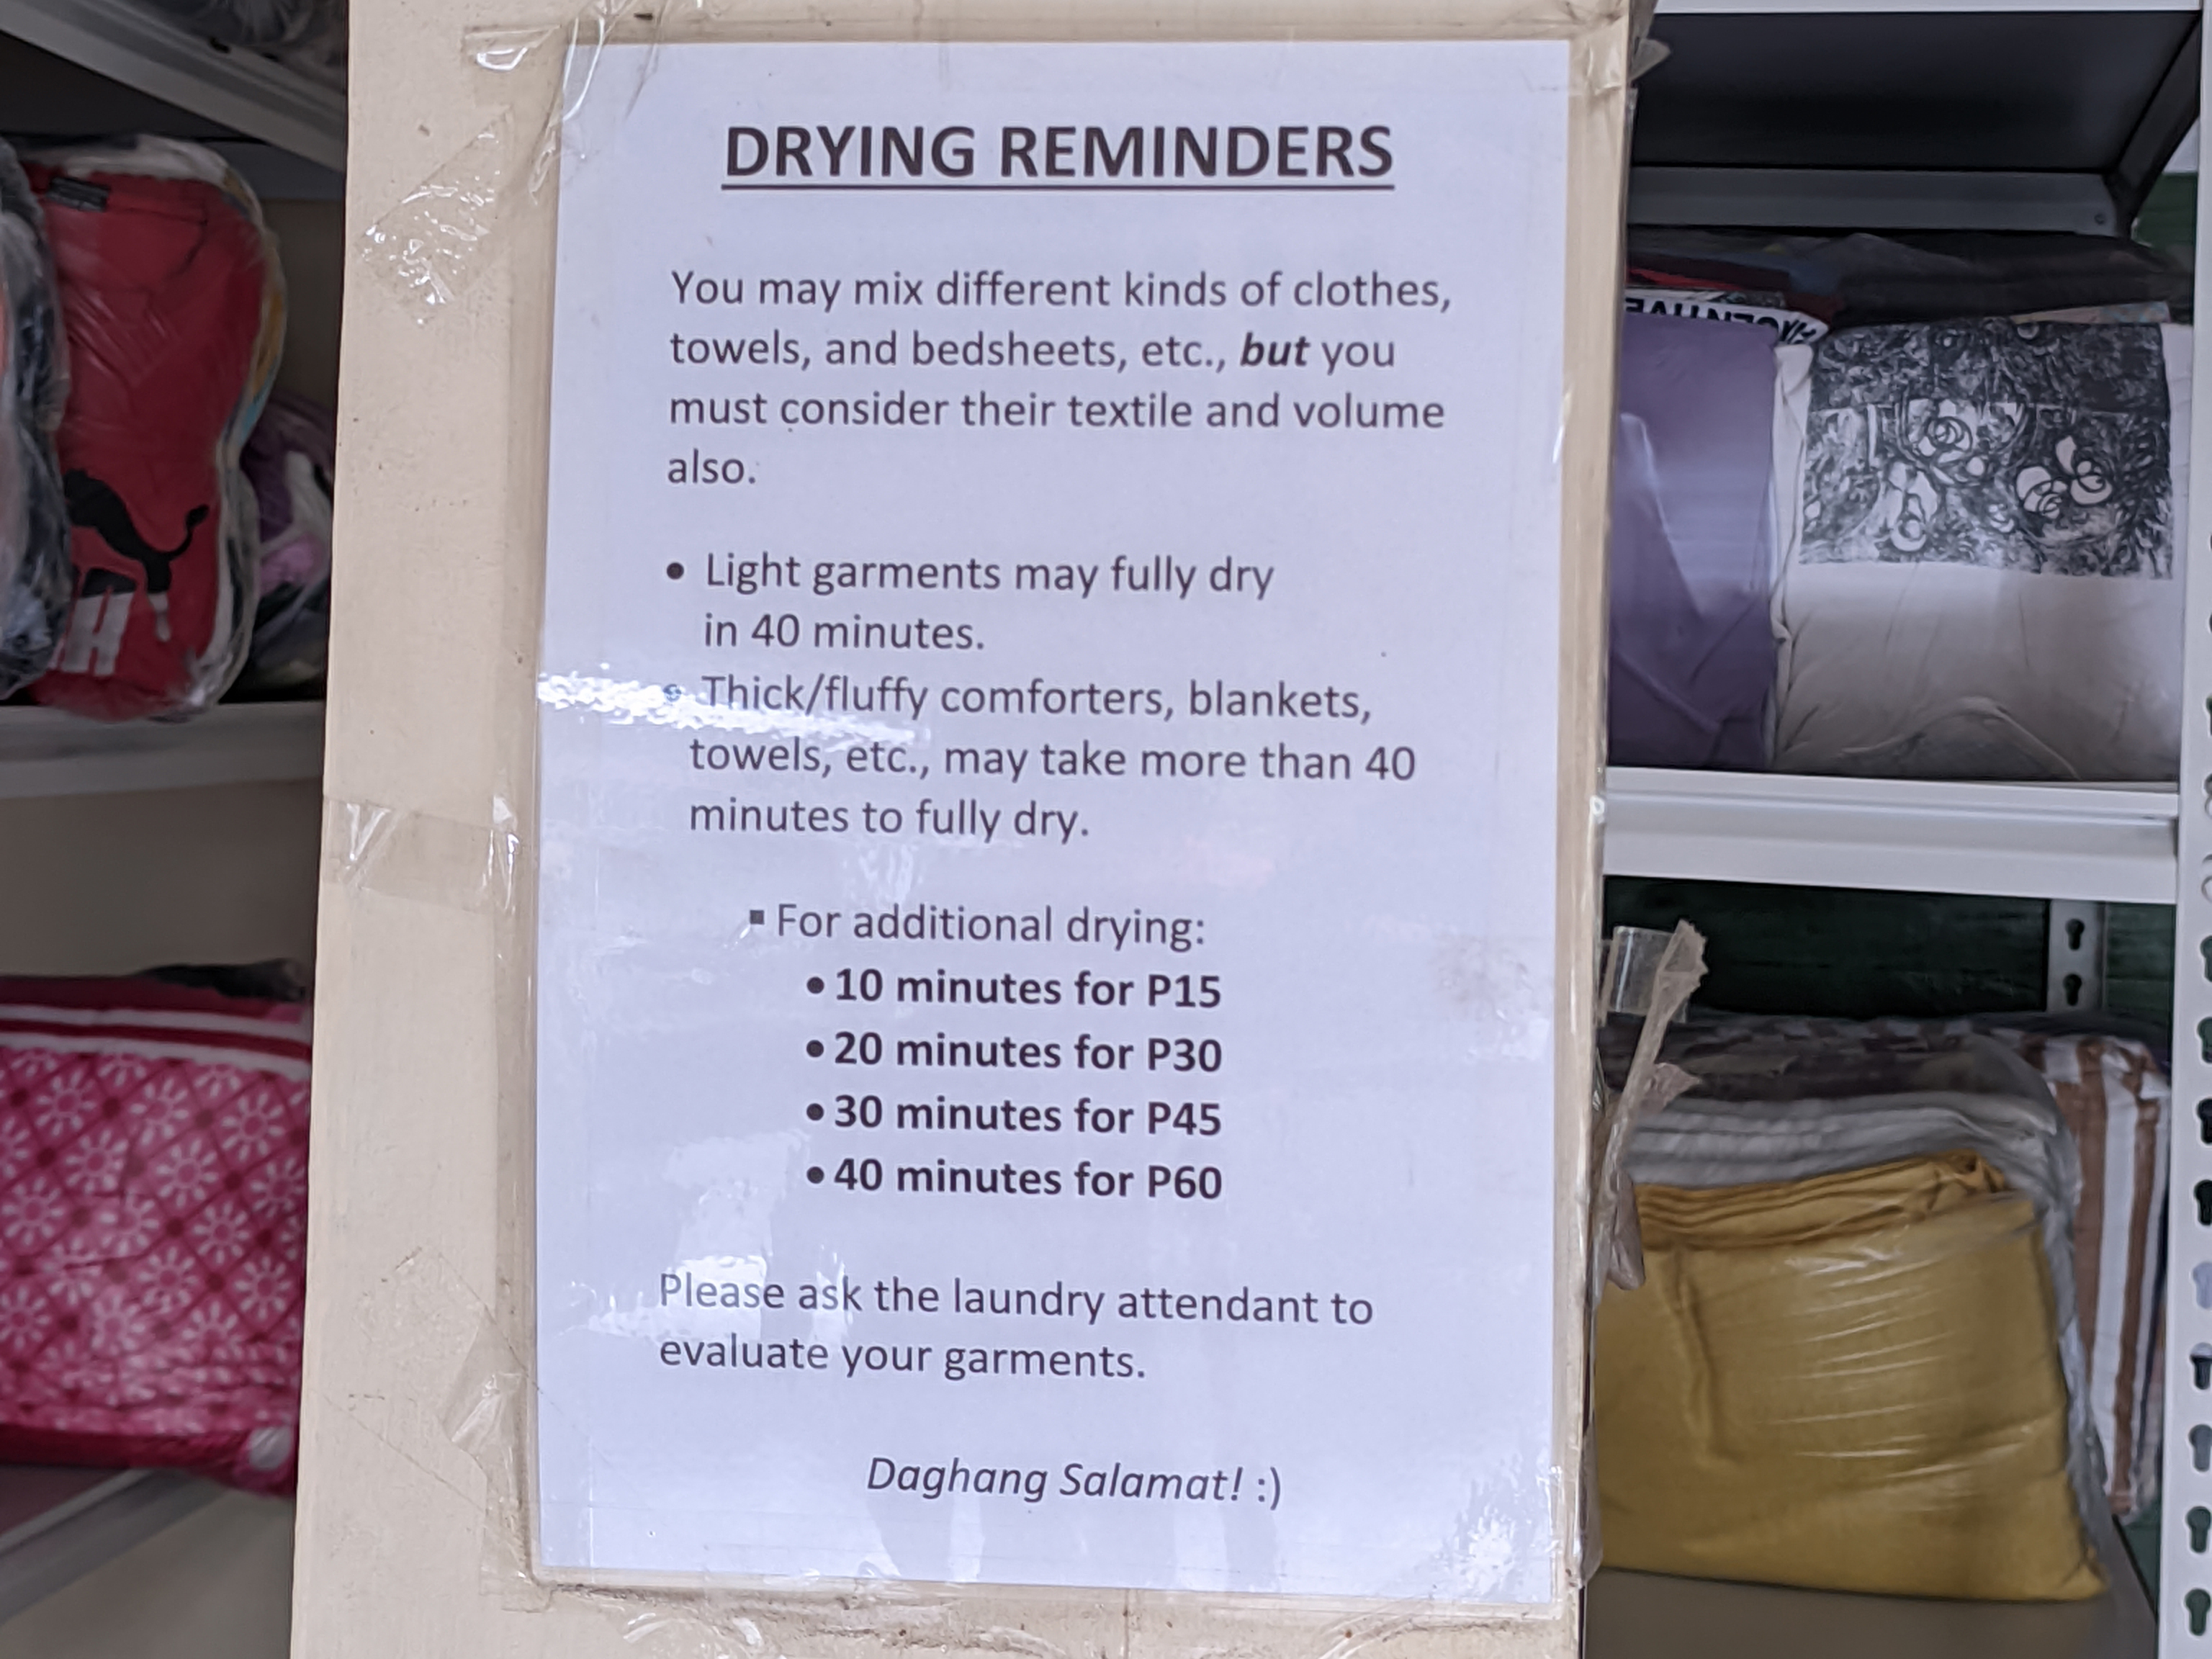 DRYING REMINDERS
You may mix different kinds of clothes,
towels, and bedsheets, etc., but you
must consider their textile and volume
also.
• Light garments may fully dry
in 40 minutes.
• Thick/fluffy comforters, blankets,
towels, etc., may take more than 40
minutes to fully dry.
▪ For additional drying:
• 10 minutes for P15
• 20 minutes for P30
• 30 minutes for P45
• 40 minutes for P60
Please ask the laundry attendant to
evaluate your garments.
Daghang Salamat! :)